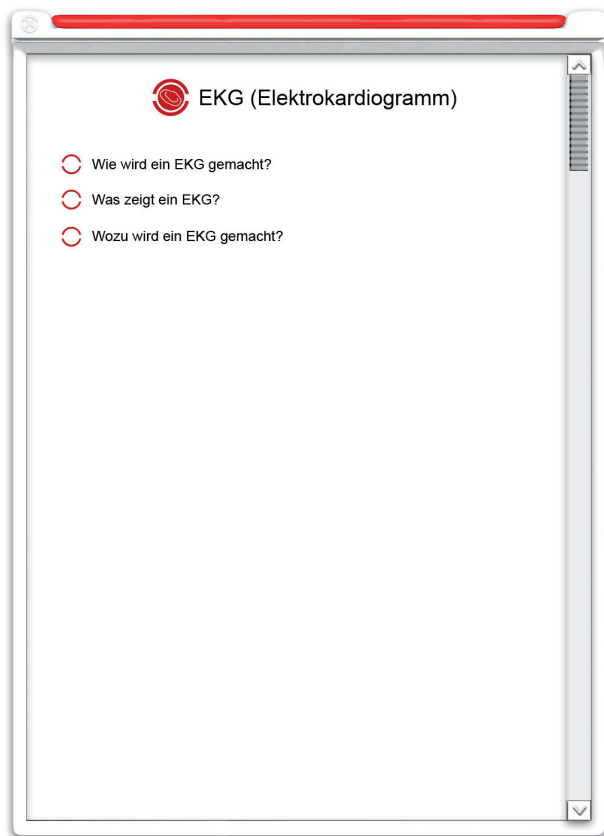 EKG (Elektrokardiogramm)
Wie wird ein EKG gemacht?
Was zeigt ein EKG?
Wozu wird ein EKG gemacht?